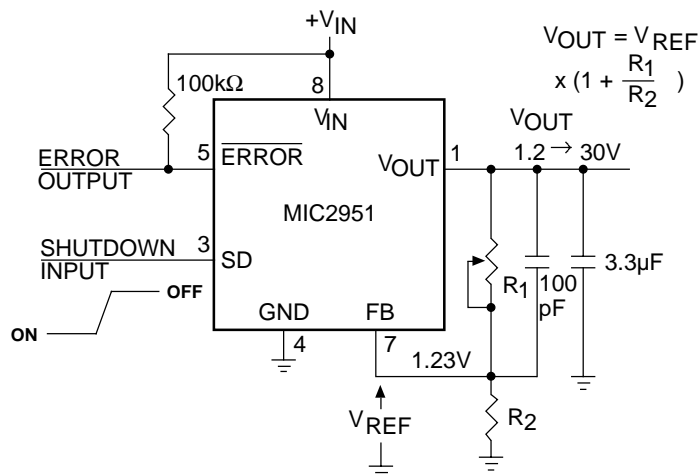 +VIN
VOUT = VREF
x (1 + R1
R2 )
100kΩ
8
VIN
VOUT
1.2 → 30V
ERROR
OUTPUT
5
ERROR
VOUT
1
MIC2951
SHUTDOWN
INPUT
3
SD
R1
100
pF
3.3µF
OFF
ON
GND
FB
4
7
1.23V
VREF
R2